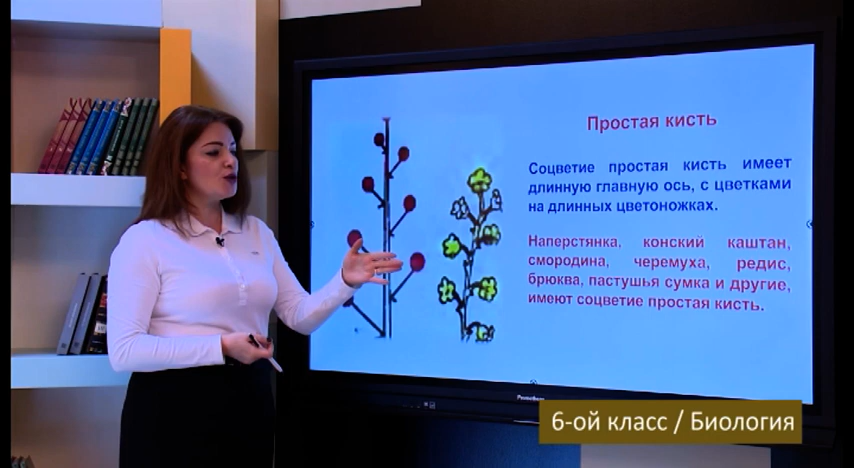 Простая кисть
Соцветие простая кисть имеет
длинную главную ось, с цветками
на длинных цветоножках.
Наперстянка, конский каштан,
смородина, черемуха, редис,
брюква, пастушья сумка и другие,
имеют соцветие простая кисть.
Promethean
6-ой класс / Биология